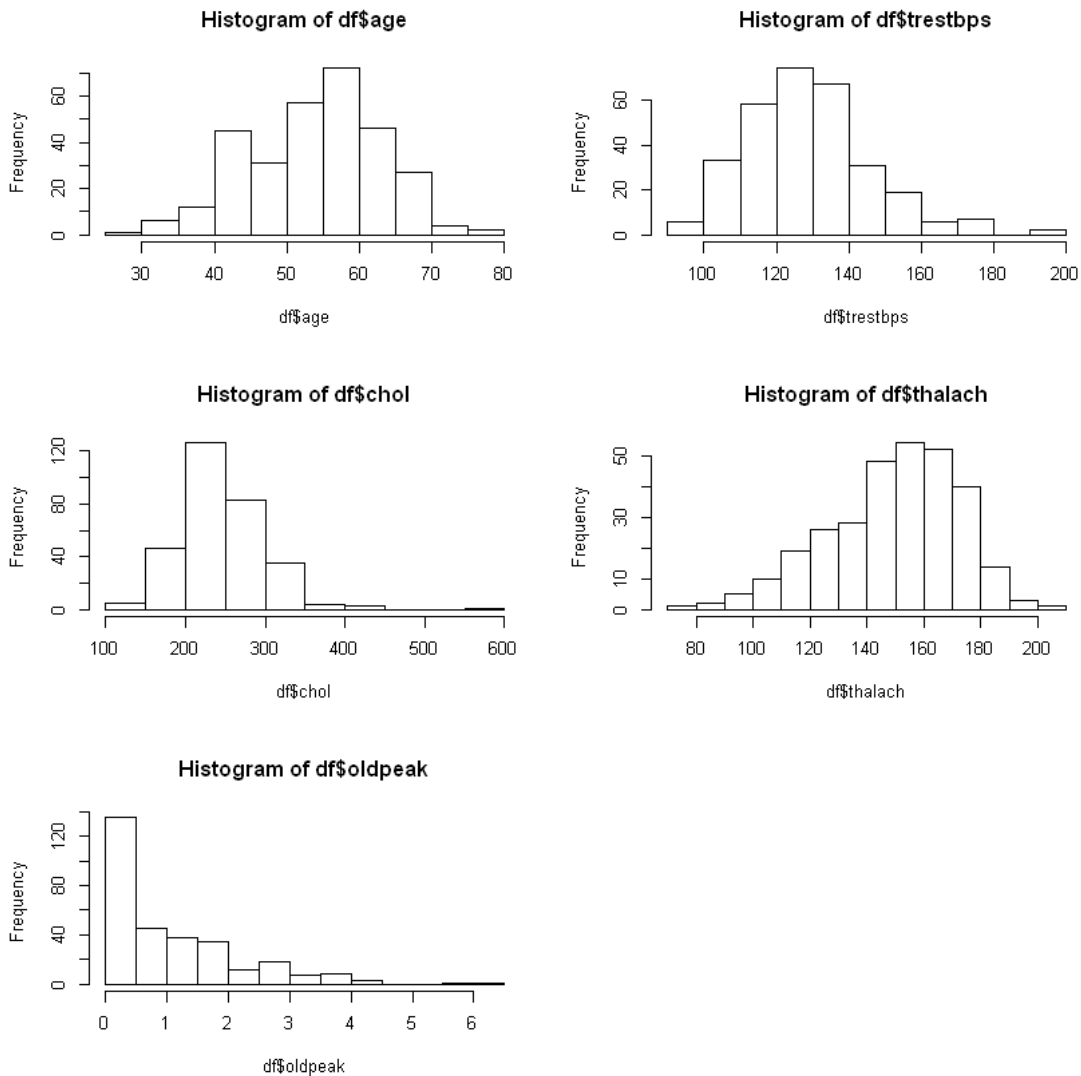 Histogram of df$age
Frequency
0 20 40 60
30 40 50 60 70 80
df$age
Histogram of df$trestbps
Frequency
0 20 40 60
100 120 140 160 180 200
df$trestbps
Histogram of df$chol
Frequency
0 40 80 120
100 200 300 400 500 600
df$chol
Histogram of df$thalach
Frequency
0 10 30 50
80 100 120 140 160 180 200
df$thalach
Histogram of df$oldpeak
Frequency
0 40 80 120
0 1 2 3 4 5 6
df$oldpeak